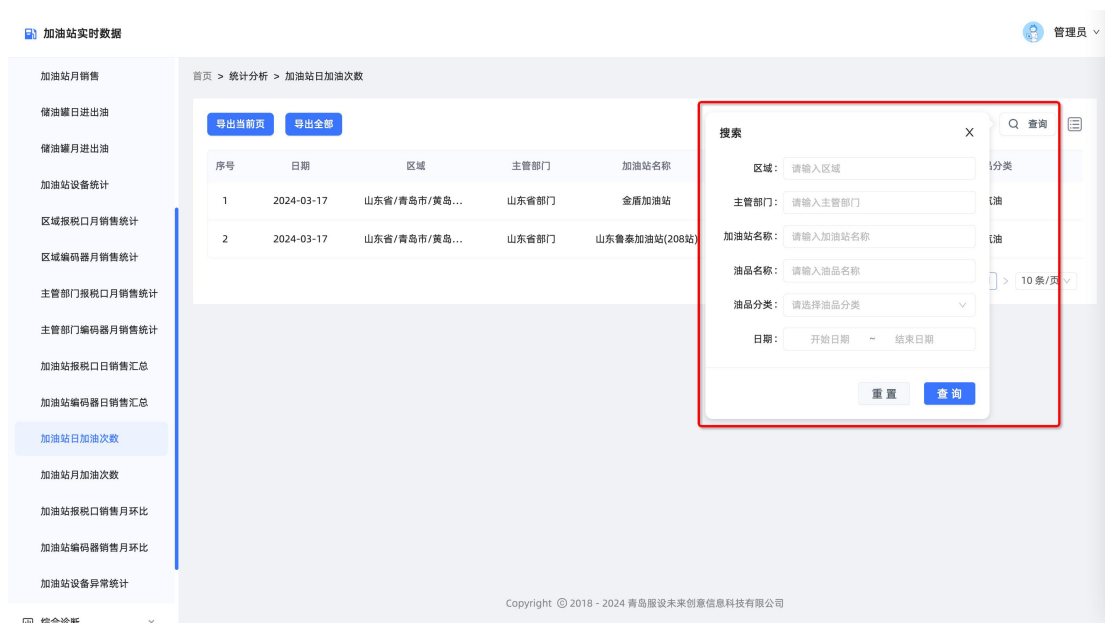 加油站实时数据
管理员
加油站月销售
储油罐日进出油
储油罐月进出油
加油站设备统计
区域报税口月销售统计
区域编码器月销售统计
主管部门报税口月销售统计
主管部门编码器月销售统计
加油站报税口日销售汇总
加油站编码器日销售汇总
加油站日加油次数
加油站月加油次数
加油站报税口销售月环比
加油站编码器销售月环比
加油站设备异常统计
首页 > 统计分析 > 加油站日加油次数
导出当前页 导出全部
查询
序号 日期 区域 主管部门 加油站名称 分类
1 2024-03-17 山东省/青岛市/黄岛... 山东省部门 金盾加油站 油
2 2024-03-17 山东省/青岛市/黄岛... 山东省部门 山东鲁泰加油站(208站) 油
> 10 条/页
搜索 X
区域: 请输入区域
主管部门: 请输入主管部门
加油站名称: 请输入加油站名称
油品名称: 请输入油品名称
油品分类: 请选择油品分类
日期: 开始日期 ~ 结束日期
重置 查询
Copyright © 2018 - 2024 青岛服设未来创意信息科技有限公司